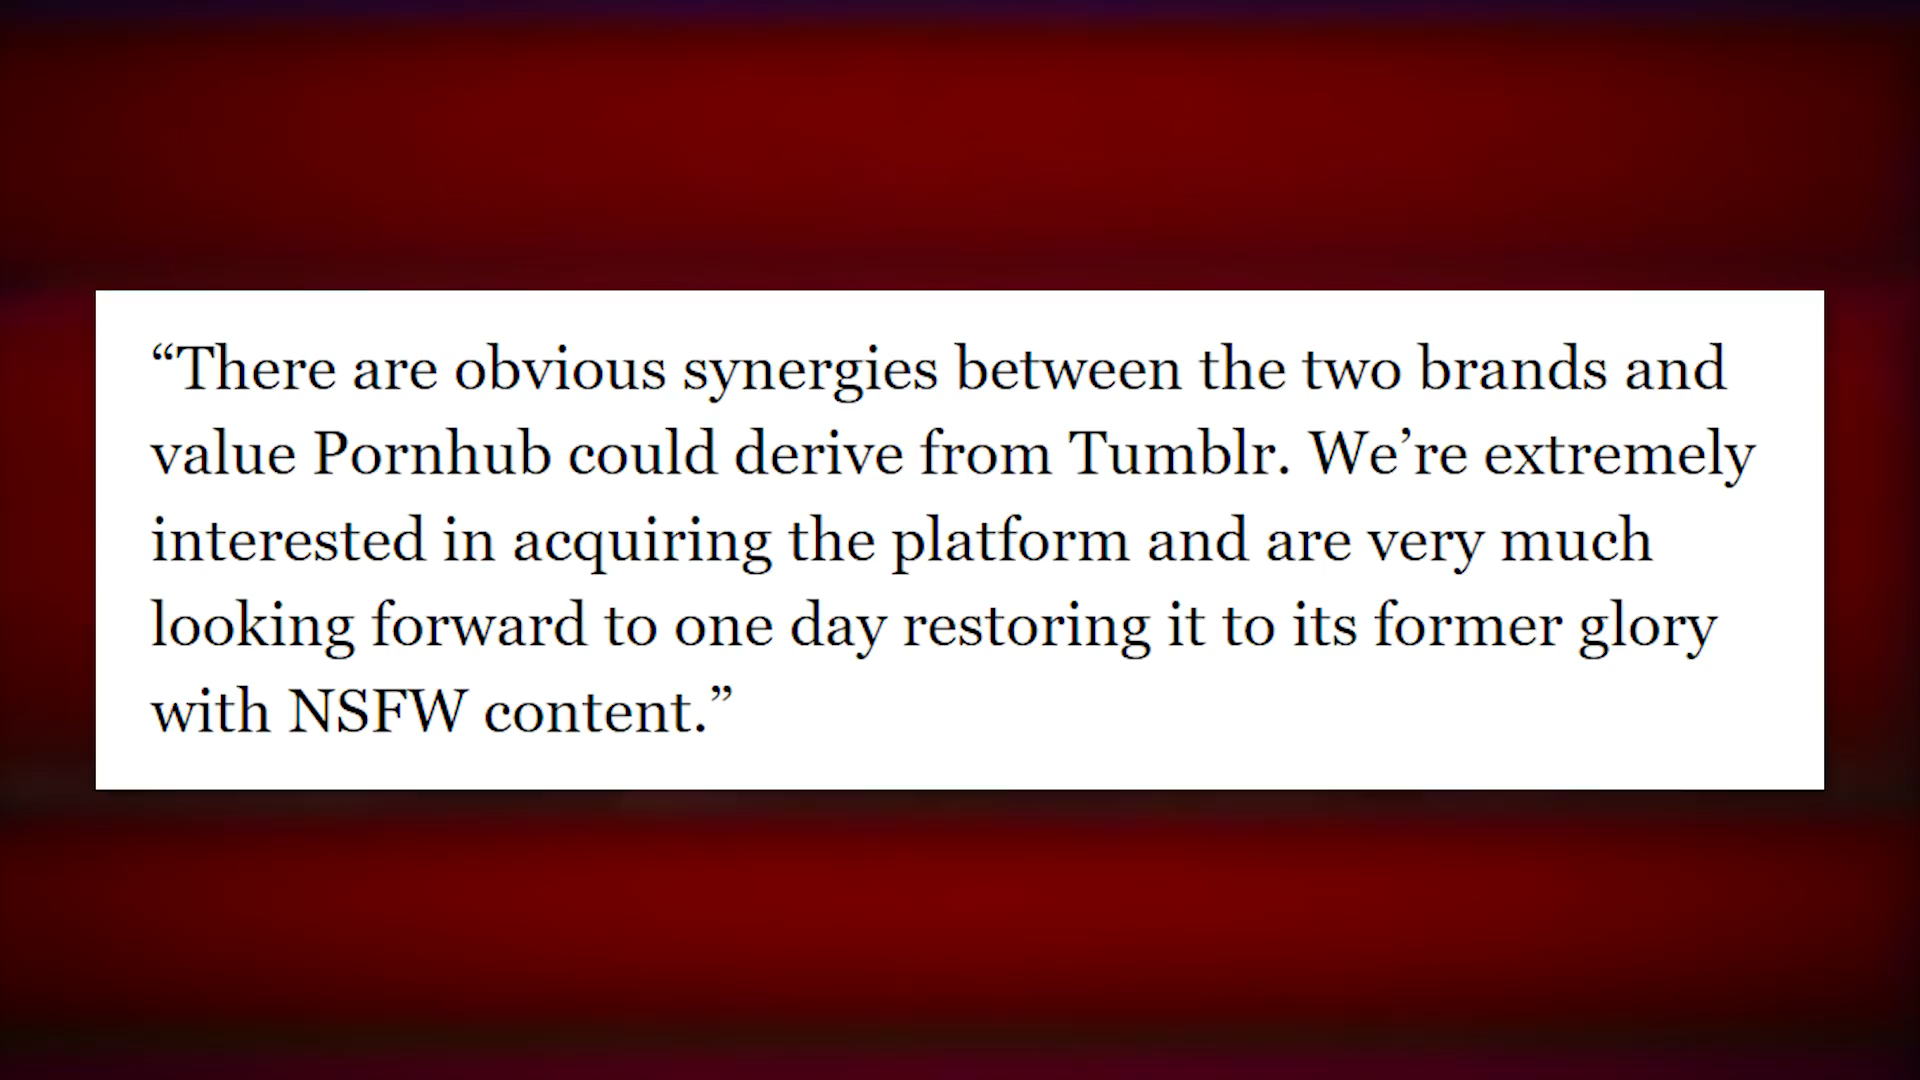 “There are obvious synergies between the two brands and
value Pornhub could derive from Tumblr. We’re extremely
interested in acquiring the platform and are very much
looking forward to one day restoring it to its former glory
with NSFW content.”